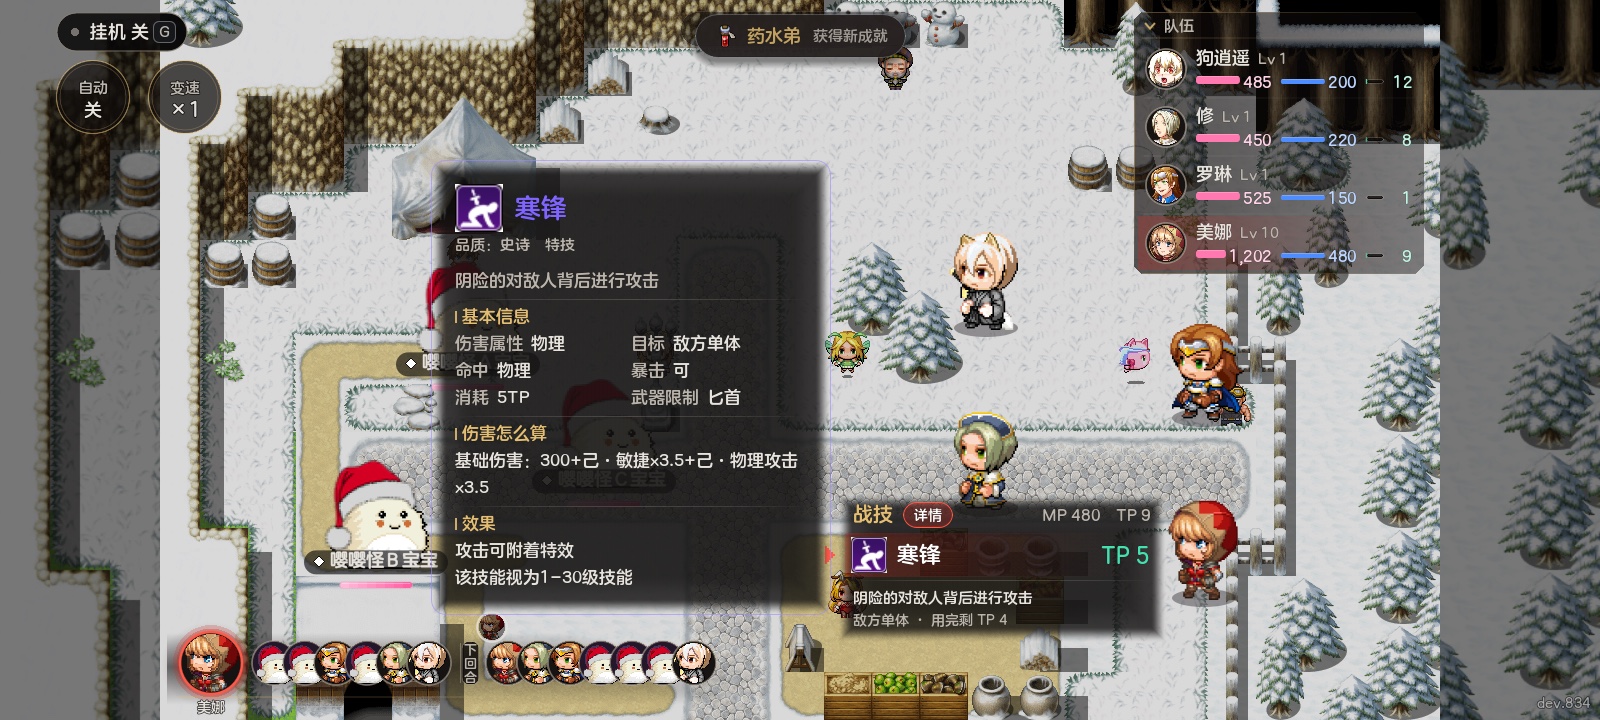 挂机 关 G
自动
关
变速
×1
药水弟 获得新成就
队伍
狗逍遥 Lv 1
485 200 12
修 Lv 1
450 220 8
罗琳 Lv 1
525 150 1
美娜 Lv 10
1,202 480 9
寒锋
品质：史诗 特技
阴险的对敌人背后进行攻击
基本信息
伤害属性 物理 目标 敌方单体
命中 物理 暴击 可
消耗 5TP 武器限制 匕首
伤害怎么算
基础伤害：300+己·敏捷x3.5+己·物理攻击
x3.5
效果
攻击可附着特效
该技能视为1-30级技能
嘤嘤怪C宝宝
嘤嘤怪B宝宝
战技 详情 MP 480 TP 9
寒锋 TP 5
阴险的对敌人背后进行攻击
敌方单体 · 用完剩 TP 4
美娜
下回合
dev.834